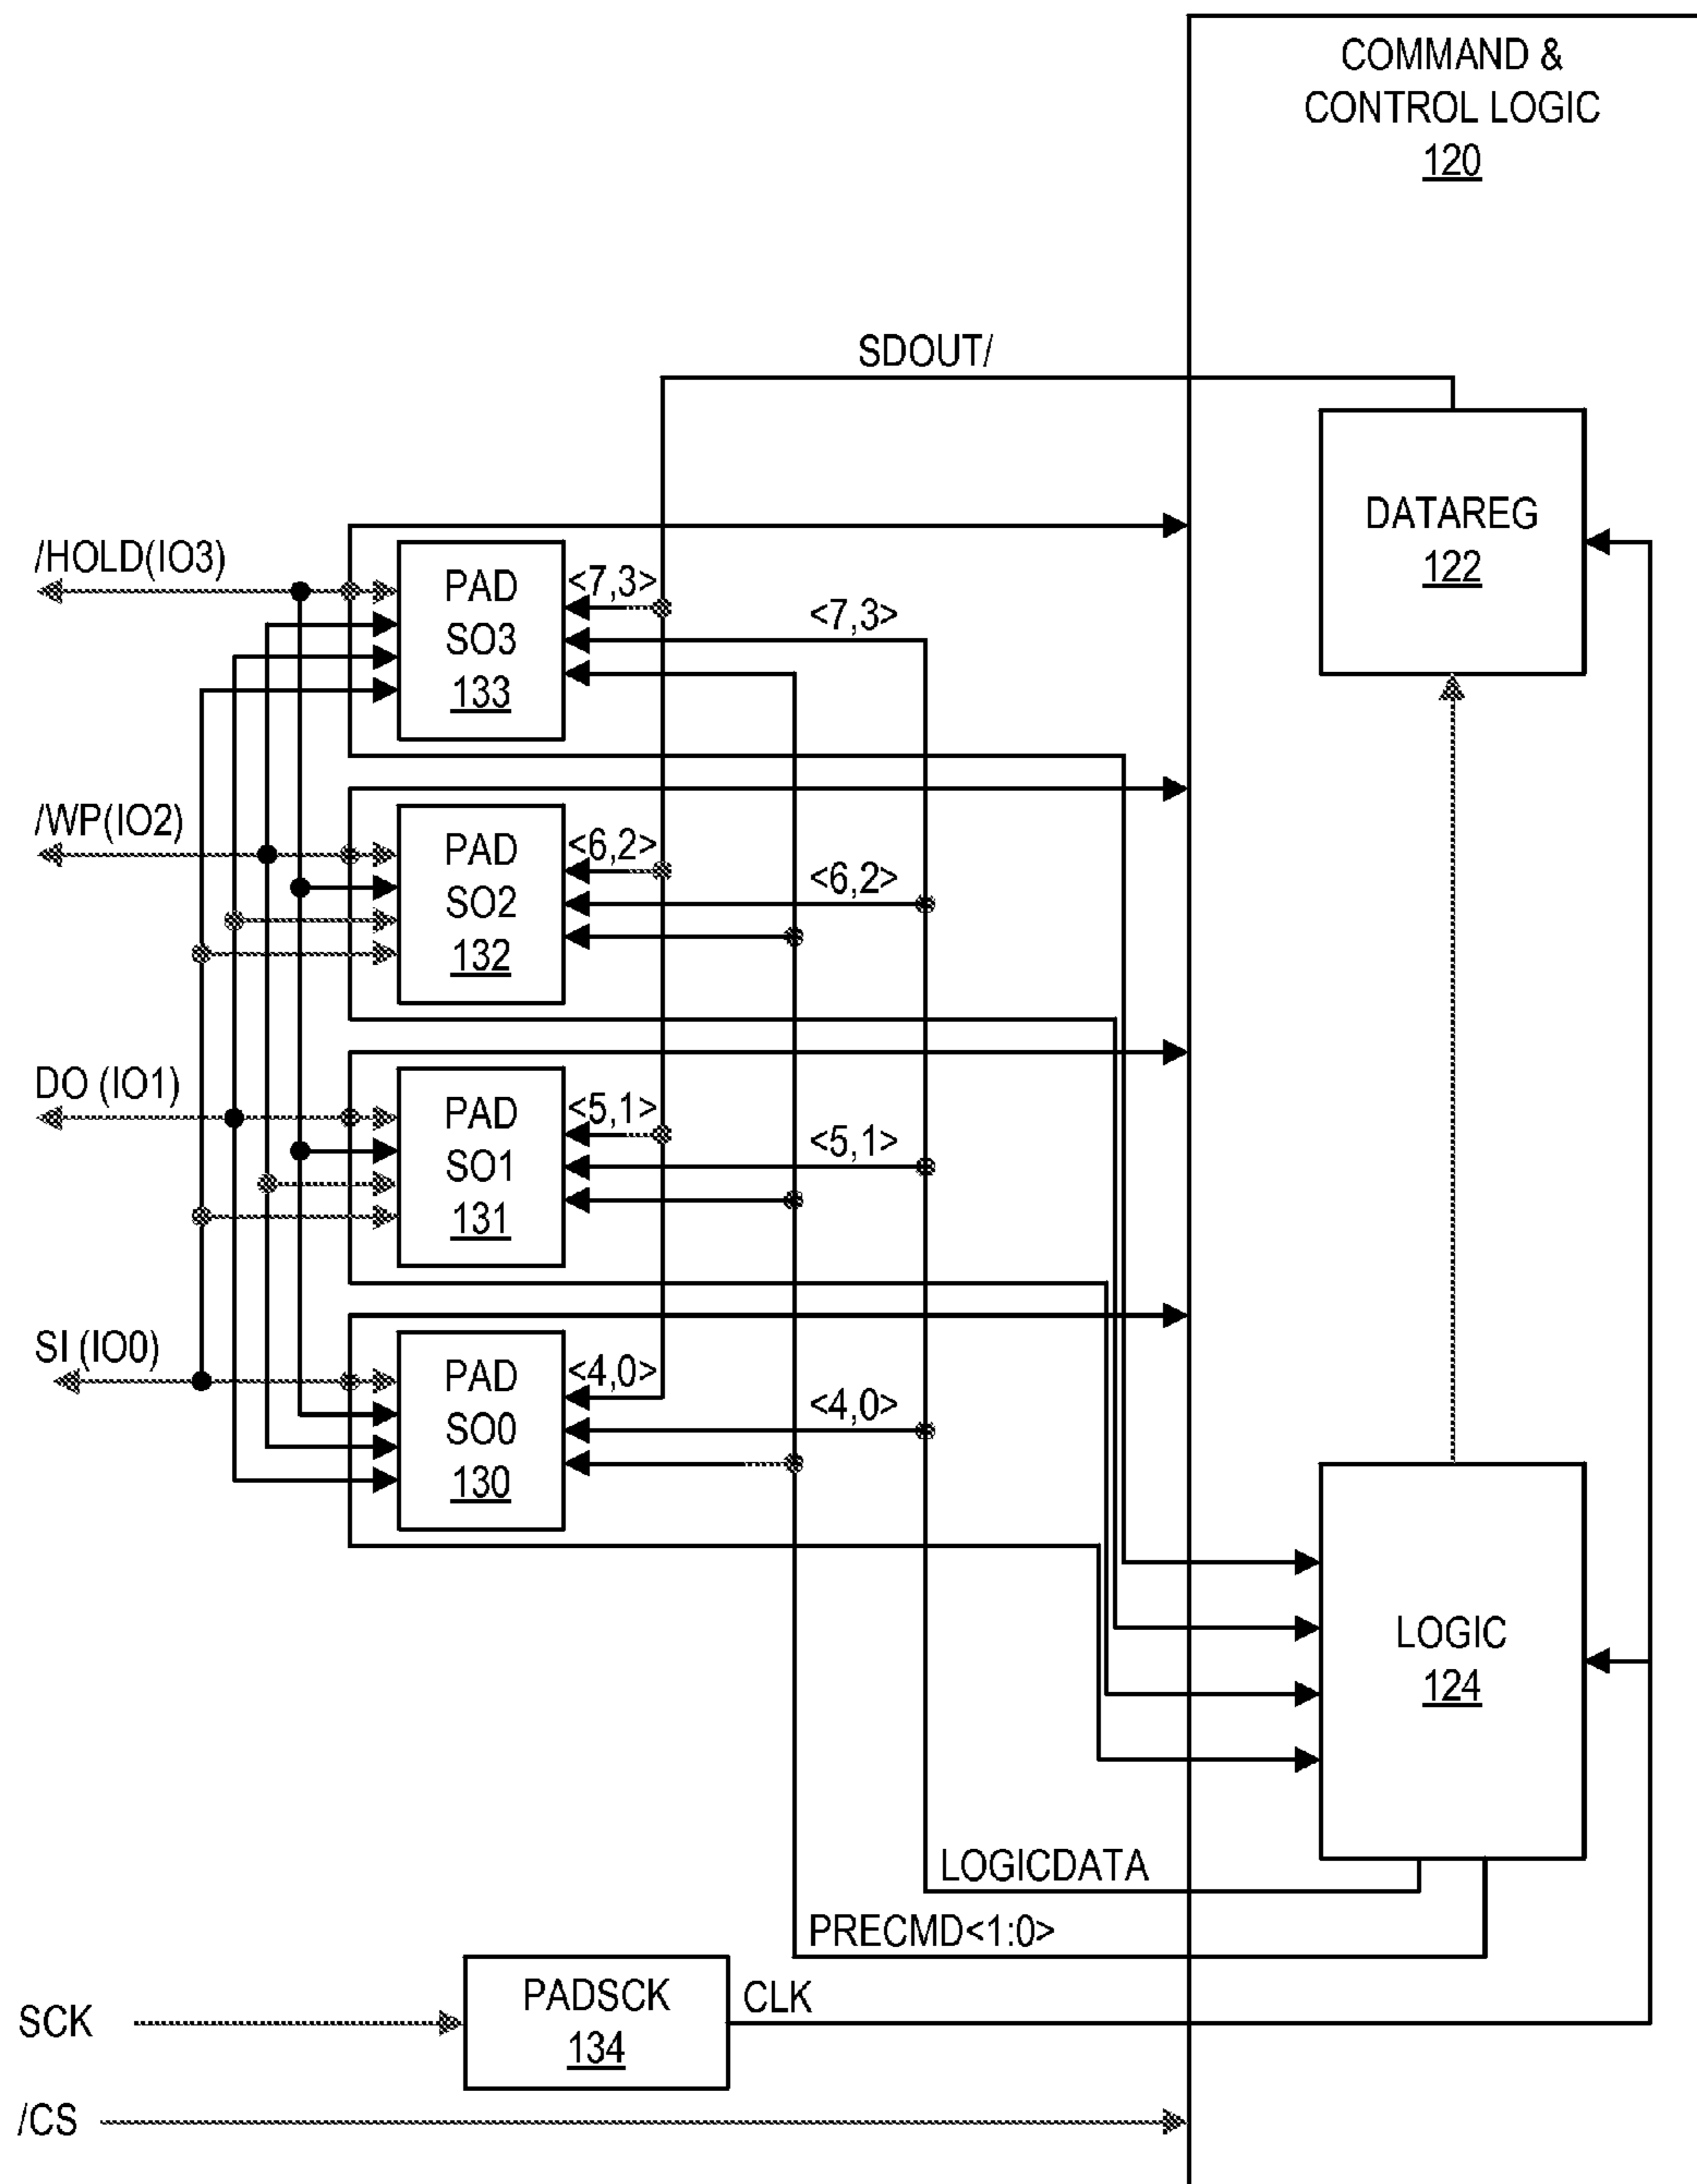 COMMAND &
CONTROL LOGIC
120
SDOUT/
DATAREG
122
/HOLD(IO3)
PAD
SO3
133
<7,3>
<7,3>
/WP(IO2)
PAD
SO2
132
<6,2>
<6,2>
DO (IO1)
PAD
SO1
131
<5,1>
<5,1>
SI (IO0)
PAD
SO0
130
<4,0>
<4,0>
LOGIC
124
LOGICDATA
PRECMD<1:0>
SCK
PADSCK
134
CLK
/CS